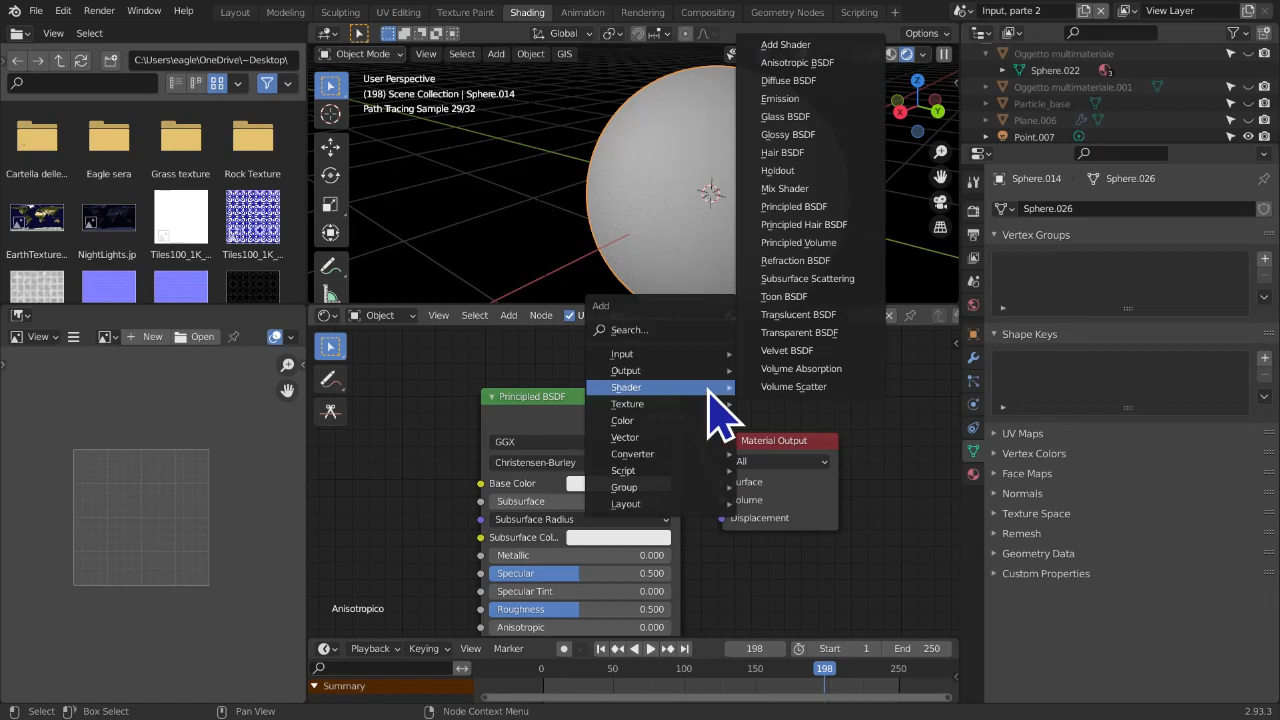 File Edit Render Window Help Layout Modeling Sculpting UV Editing Texture Paint Shading Animation Rendering Compositing Geometry Nodes Scripting + Input, parte 2 View Layer
View Select Global Options
C:\Users\eagle\OneDrive\~Desktop\
Cartella delle...
Eagle sera
Grass texture
Rock Texture
EarthTexture...
NightLights.jp
Tiles100_1K_...
Tiles100_1K_...
View New Open
Object Mode View Select Add Object GIS
User Perspective
(198) Scene Collection | Sphere.014
Path Tracing Sample 29/32
X
Y
Z
Object View Select Add Node U
Add
Search...
Input
Output
Shader
Texture
Color
Vector
Converter
Script
Group
Layout
Add Shader
Anisotropic BSDF
Diffuse BSDF
Emission
Glass BSDF
Glossy BSDF
Hair BSDF
Holdout
Mix Shader
Principled BSDF
Principled Hair BSDF
Principled Volume
Refraction BSDF
Subsurface Scattering
Toon BSDF
Translucent BSDF
Transparent BSDF
Velvet BSDF
Volume Absorption
Volume Scatter
Principled BSDF
GGX
Christensen-Burley
Base Color
Subsurface
Subsurface Radius
Subsurface Col...
Metallic 0.000
Specular 0.500
Specular Tint 0.000
Roughness 0.500
Anisotropic 0.000
Anisotropico
Material Output
All
urface
olume
Displacement
Playback Keying View Marker 198 Start 1 End 250
0 50 100 150 198 250
Summary
Oggetto multimateriale
Sphere.022 3
Oggetto multimateriale.001
Particle_base
Plane.006
Point.007
Sphere.014 Sphere.026
Sphere.026
Vertex Groups
Shape Keys
UV Maps
Vertex Colors
Face Maps
Normals
Texture Space
Remesh
Geometry Data
Custom Properties
Select Box Select Pan View Node Context Menu 2.93.3